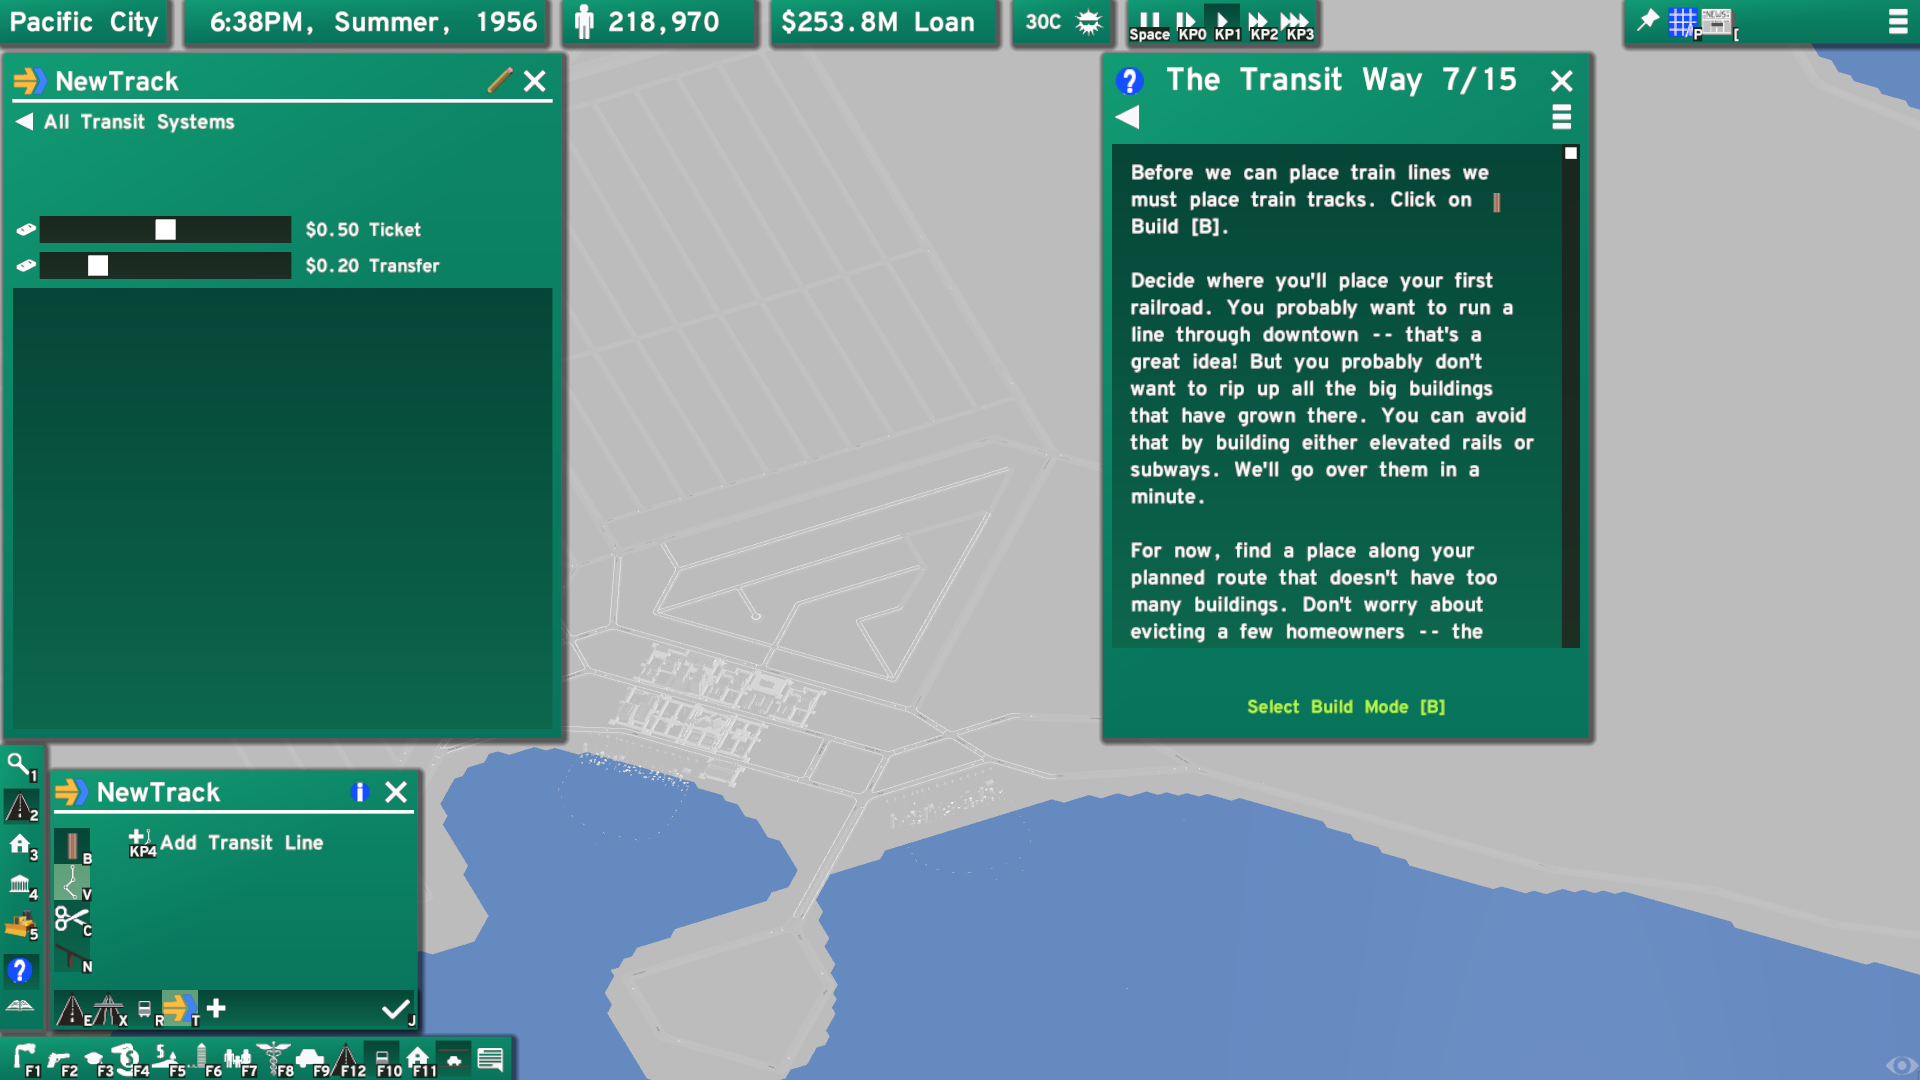 Pacific City
6:38PM, Summer, 1956
218,970
$253.8M Loan
30C
Space KP0 KP1 KP2 KP3
NEWS
P [
NewTrack
All Transit Systems
$0.50 Ticket
$0.20 Transfer
The Transit Way 7/15
Before we can place train lines we
must place train tracks. Click on
Build [B].
Decide where you'll place your first
railroad. You probably want to run a
line through downtown -- that's a
great idea! But you probably don't
want to rip up all the big buildings
that have grown there. You can avoid
that by building either elevated rails or
subways. We'll go over them in a
minute.
For now, find a place along your
planned route that doesn't have too
many buildings. Don't worry about
evicting a few homeowners -- the
Select Build Mode [B]
1
2
3
4
5
NewTrack
B
KP4 Add Transit Line
V
C
N
E X R T J
F1 F2 F3 F4 F5 F6 F7 F8 F9 F12 F10 F11